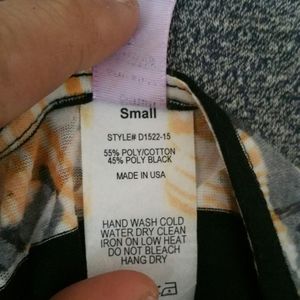 Small
STYLE# D1522-15
55% POLY/COTTON
45% POLY BLACK
MADE IN USA
HAND WASH COLD
WATER DRY CLEAN
IRON ON LOW HEAT
DO NOT BLEACH
HANG DRY